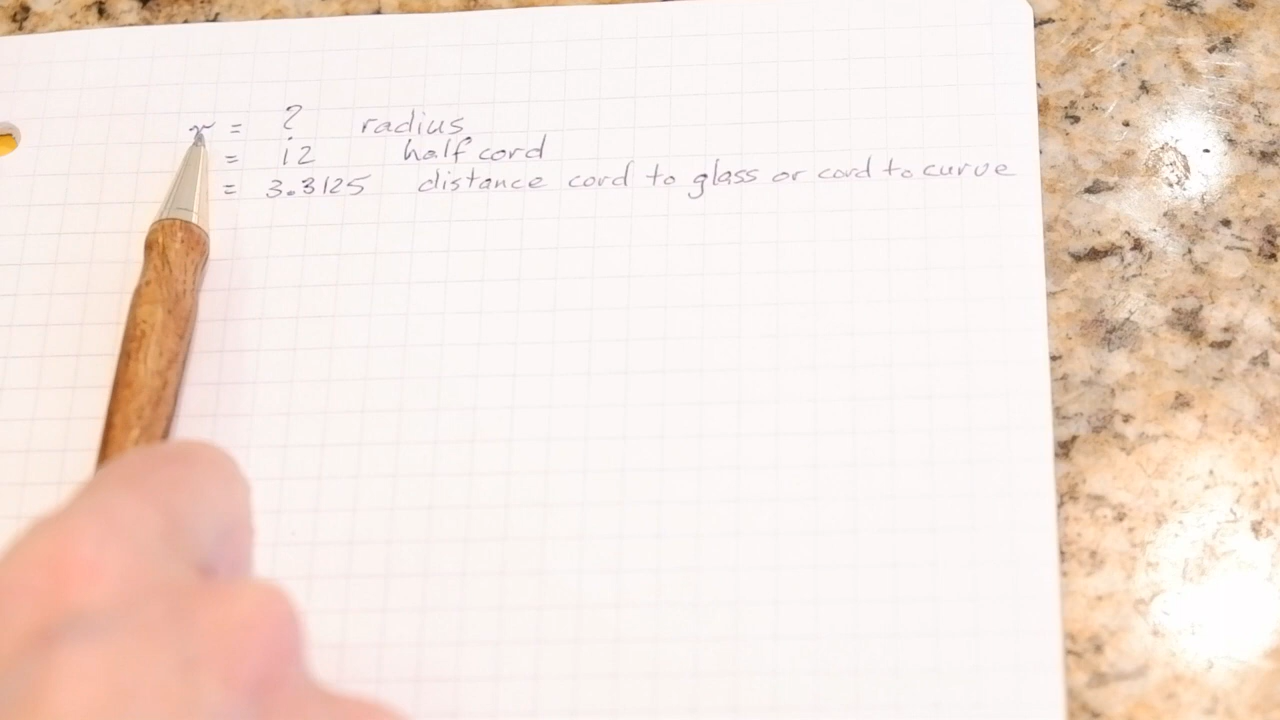 r = ? radius
= 12 half cord
= 3.3125 distance cord to glass or cord to curve